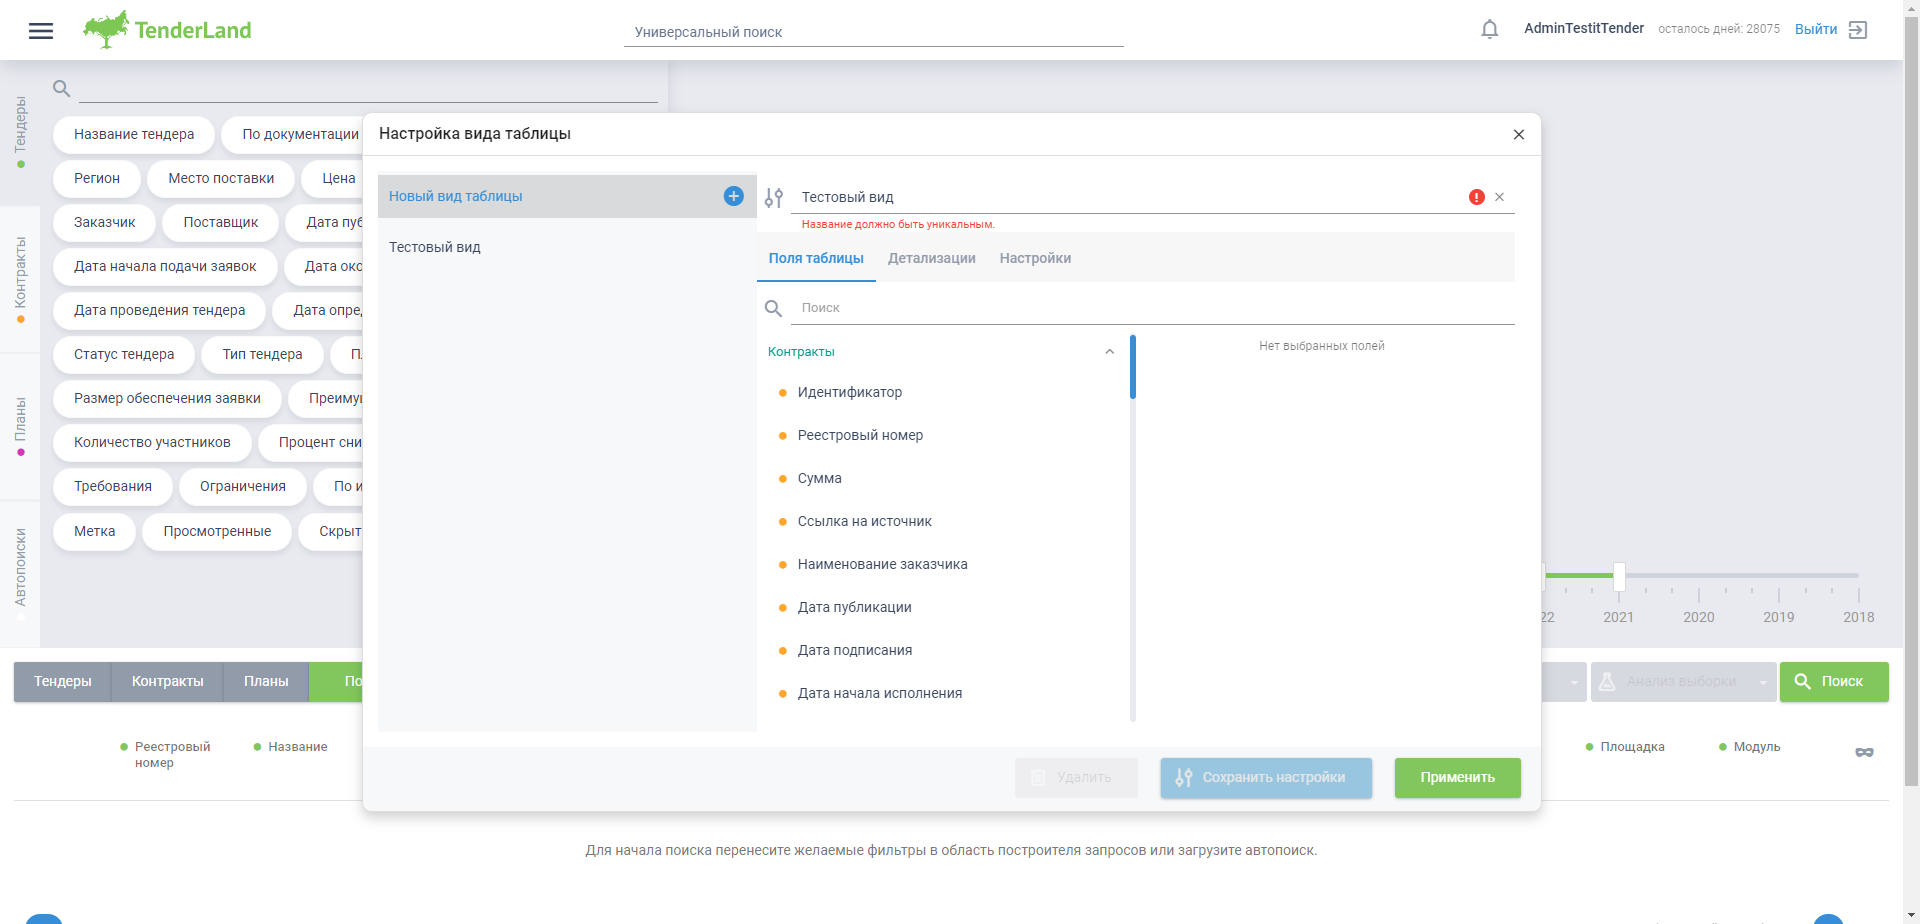 TenderLand
Универсальный поиск
AdminTestitTender
осталось дней: 28075
Выйти
Тендеры
Контракты
Планы
Автопоиски
Название тендера
По документации
Регион
Место поставки
Цена
Заказчик
Поставщик
Дата пуб
Дата начала подачи заявок
Дата око
Дата проведения тендера
Дата опре
Статус тендера
Тип тендера
Размер обеспечения заявки
Преиму
Количество участников
Процент сни
Требования
Ограничения
По и
Метка
Просмотренные
Скрыт
Настройка вида таблицы
Новый вид таблицы
Тестовый вид
Тестовый вид
Название должно быть уникальным.
Поля таблицы
Детализации
Настройки
Поиск
Контракты
Идентификатор
Реестровый номер
Сумма
Ссылка на источник
Наименование заказчика
Дата публикации
Дата подписания
Дата начала исполнения
Нет выбранных полей
Удалить
Сохранить настройки
Применить
22
2021
2020
2019
2018
Тендеры
Контракты
Планы
По
Анализ выборки
Поиск
Реестровый
номер
Название
Площадка
Модуль
Для начала поиска перенесите желаемые фильтры в область построителя запросов или загрузите автопоиск.